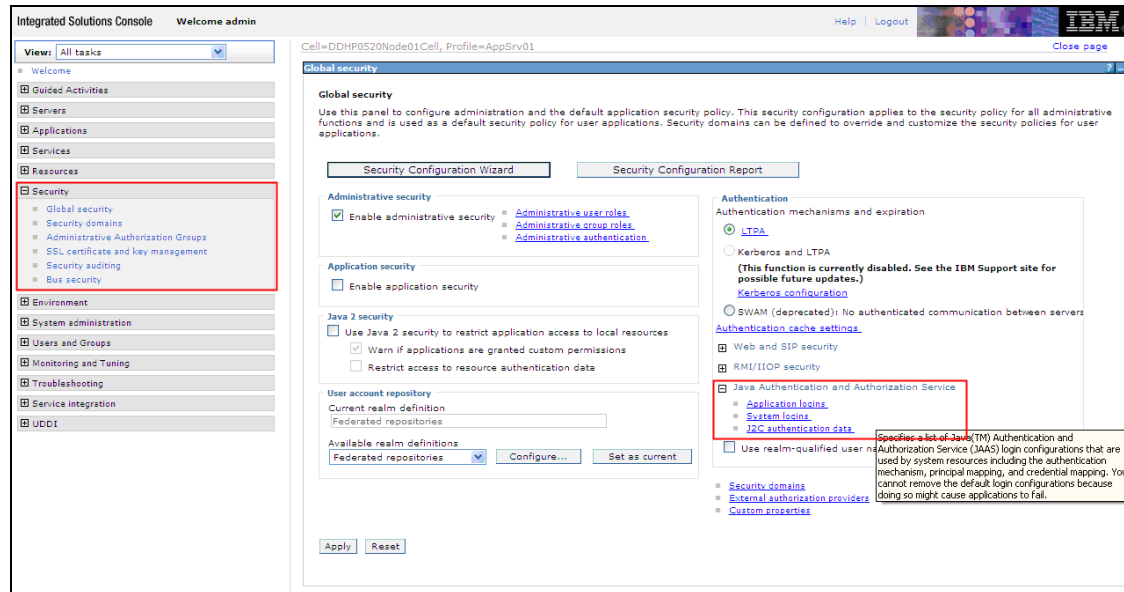 Integrated Solutions Console Welcome admin
Help | Logout
IBM.
View: All tasks
Welcome
Guided Activities
Servers
Applications
Services
Resources
Security
Global security
Security domains
Administrative Authorization Groups
SSL certificate and key management
Security auditing
Bus security
Environment
System administration
Users and Groups
Monitoring and Tuning
Troubleshooting
Service integration
UDDI
Cell=DDHP0520Node01Cell, Profile=AppSrv01
Close page
Global security
? –
Global security
Use this panel to configure administration and the default application security policy. This security configuration applies to the security policy for all administrative
functions and is used as a default security policy for user applications. Security domains can be defined to override and customize the security policies for user
applications.
Security Configuration Wizard
Security Configuration Report
Administrative security
Enable administrative security
Administrative user roles
Administrative group roles
Administrative authentication
Application security
Enable application security
Java 2 security
Use Java 2 security to restrict application access to local resources
Warn if applications are granted custom permissions
Restrict access to resource authentication data
User account repository
Current realm definition
Federated repositories
Available realm definitions
Federated repositories
Configure...
Set as current
Authentication
Authentication mechanisms and expiration
LTPA
Kerberos and LTPA
(This function is currently disabled. See the IBM Support site for
possible future updates.)
Kerberos configuration
SWAM (deprecated): No authenticated communication between servers
Authentication cache settings
Web and SIP security
RMI/IIOP security
Java Authentication and Authorization Service
Application logins
System logins
J2C authentication data
Use realm-qualified user
Specifies a list of Java(TM) Authentication and
Authorization Service (JAAS) login configurations that are
used by system resources including the authentication
mechanism, principal mapping, and credential mapping. You
cannot remove the default login configurations because
doing so might cause applications to fail.
Security domains
External authorization providers
Custom properties
Apply
Reset